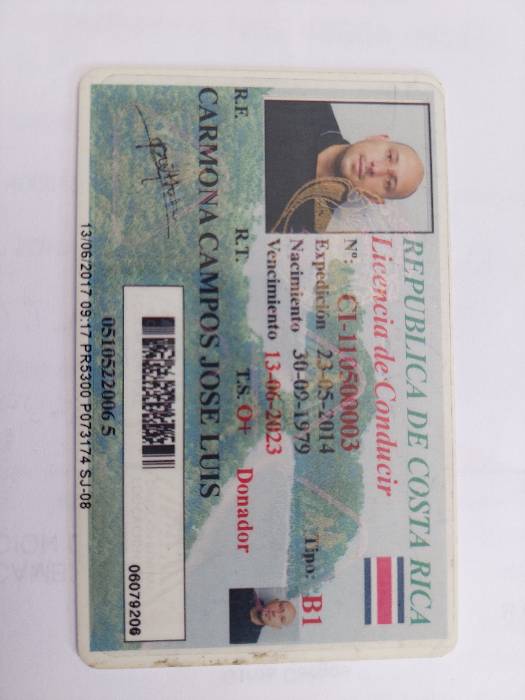 REPUBLICA DE COSTA RICA
Licencia de Conducir
Nº: CI-110500003
Expedición 23-05-2014
Nacimiento 30-09-1979
Vencimiento 13-06-2023
Tipo: B1
R.F. R.T. T.S. O+ Donador
CARMONA CAMPOS JOSE LUIS
06079206
0510522006 5
13/06/2017 09:17 PR5300 P073174 SJ-08